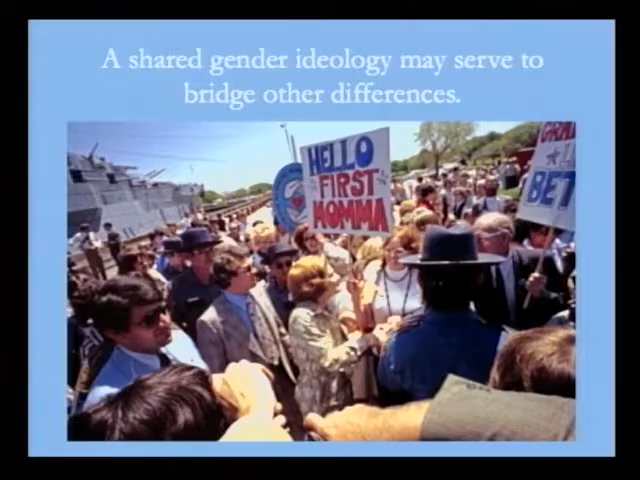 A shared gender ideology may serve to
bridge other differences.
HELLO
FIRST
MOMMA
BET